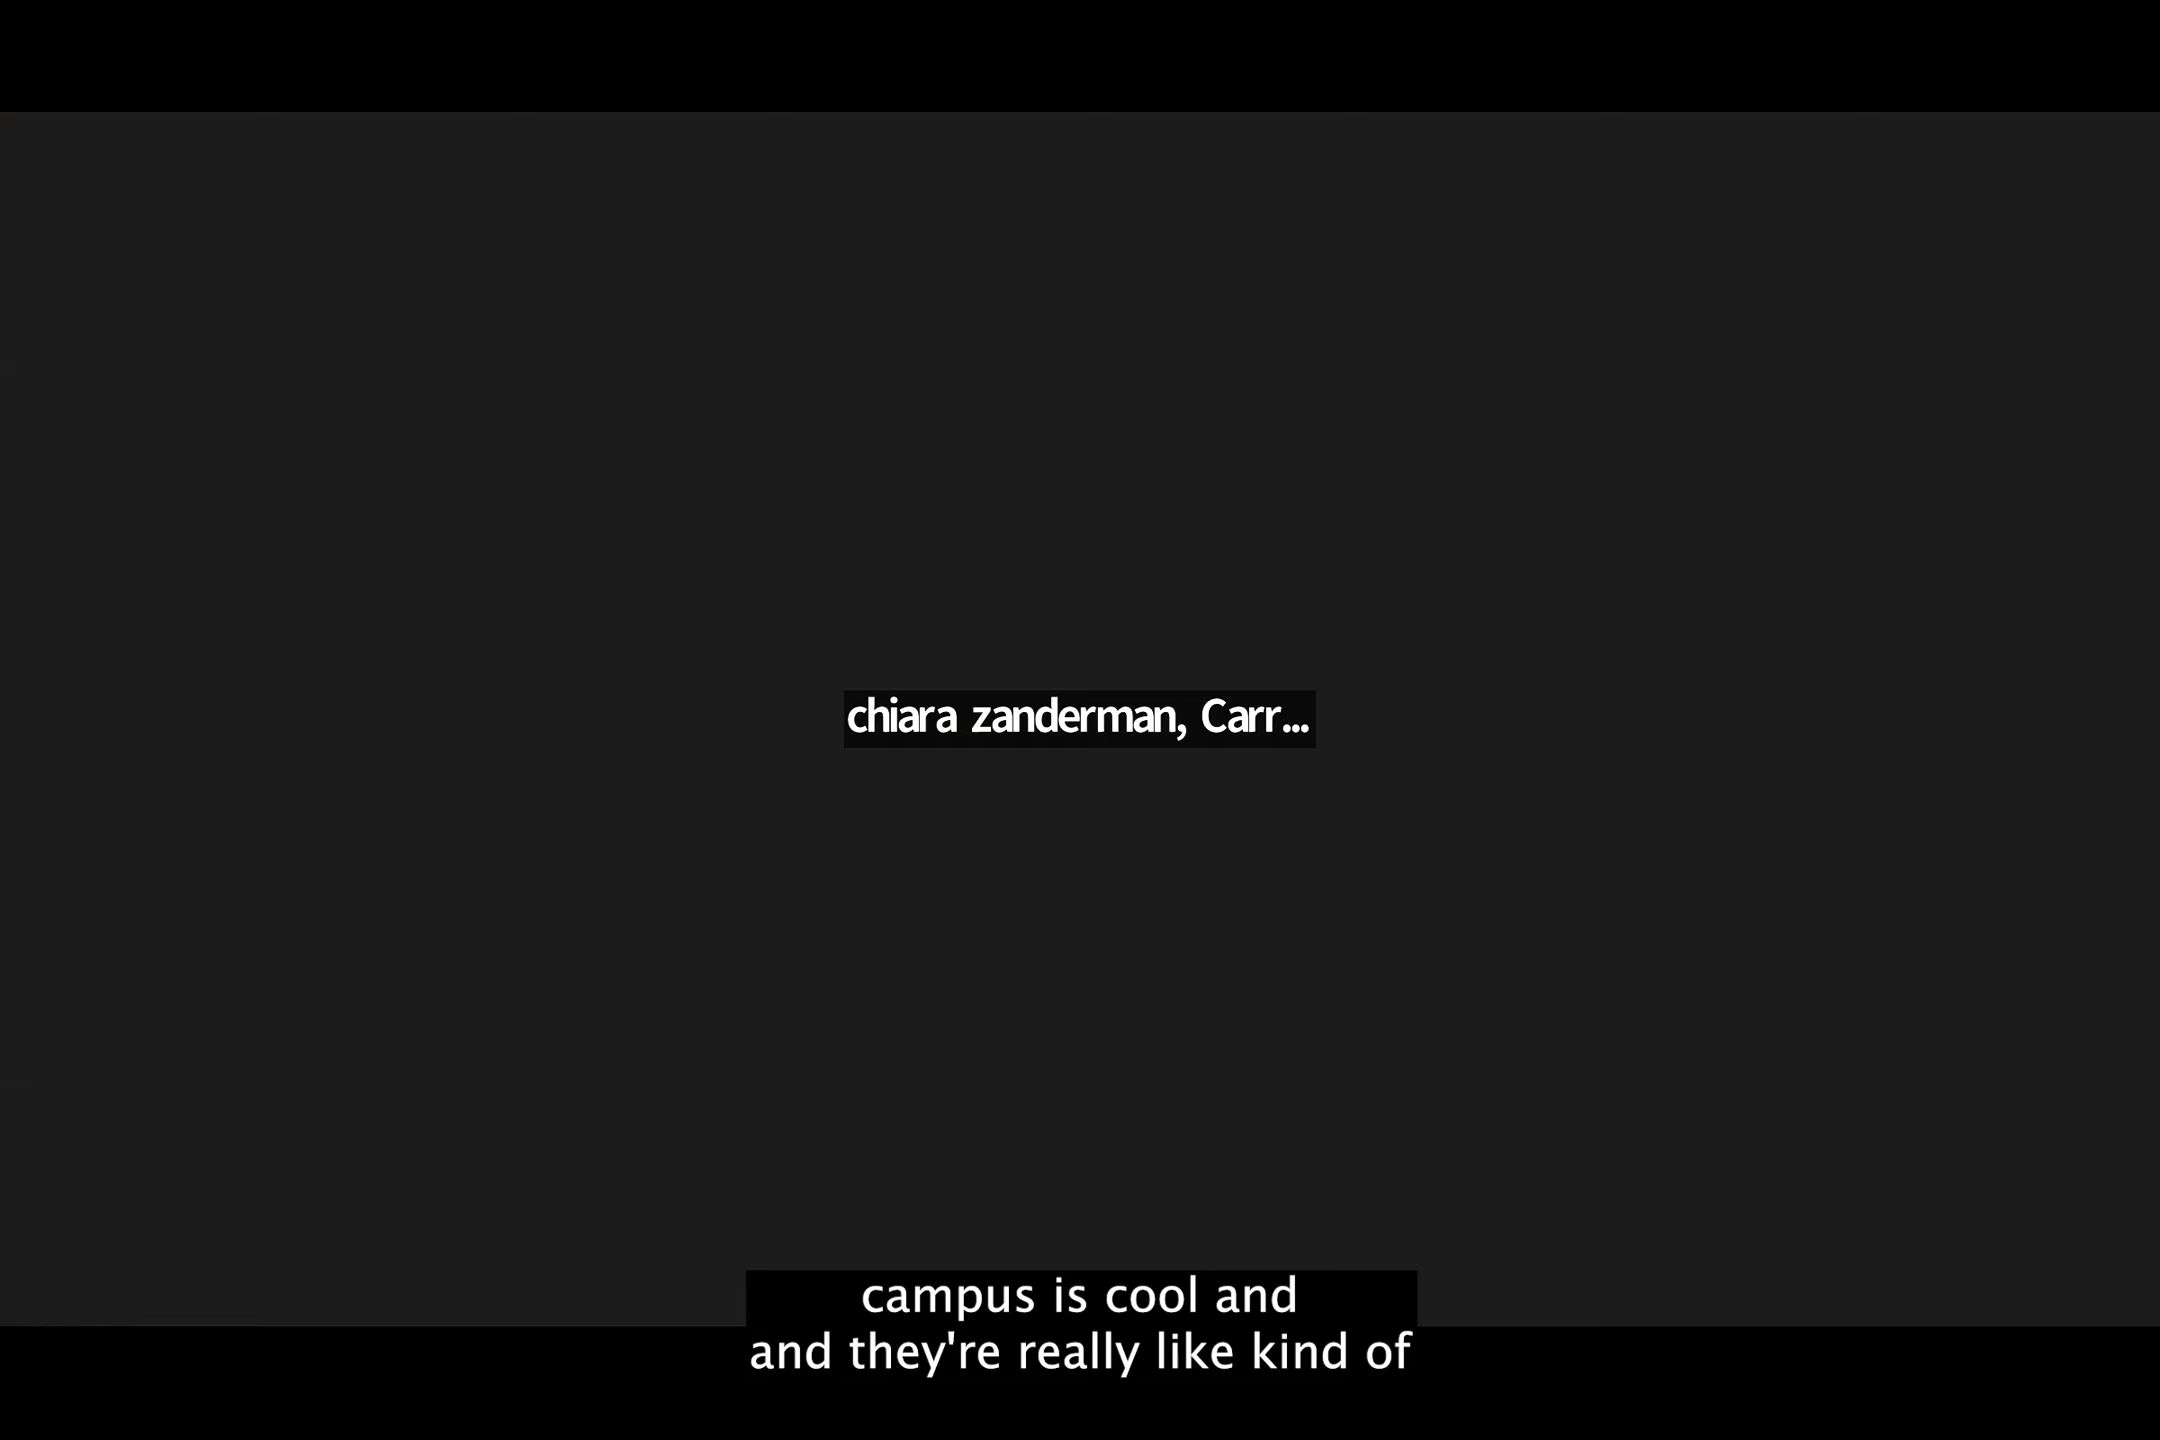 chiara zanderman, Carr...
campus is cool and
and they're really like kind of